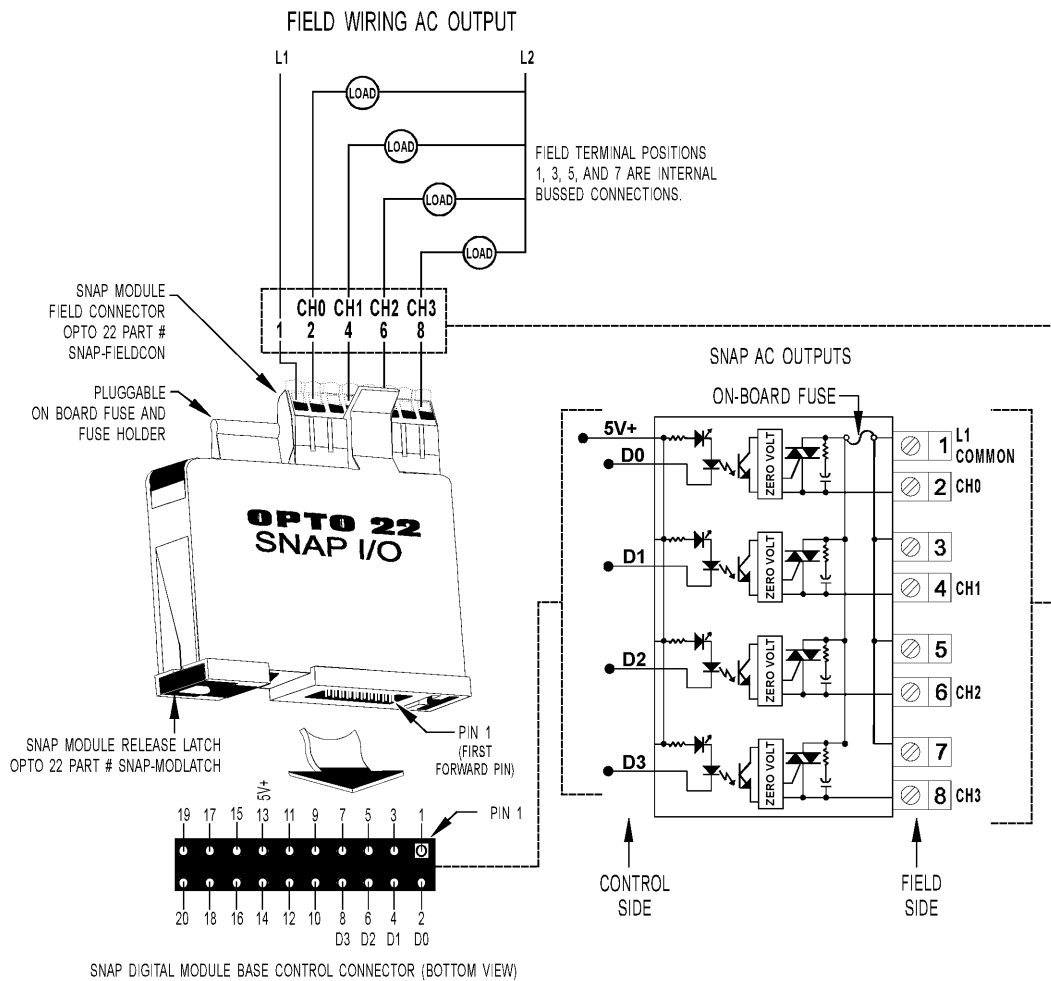 FIELD WIRING AC OUTPUT
L1
L2
LOAD
LOAD
LOAD
LOAD
FIELD TERMINAL POSITIONS
1, 3, 5, AND 7 ARE INTERNAL
BUSSED CONNECTIONS.
SNAP MODULE
FIELD CONNECTOR
OPTO 22 PART #
SNAP-FIELDCON
CH0 CH1 CH2 CH3
1 2 4 6 8
PLUGGABLE
ON BOARD FUSE AND
FUSE HOLDER
OPTO 22
SNAP I/O
SNAP MODULE RELEASE LATCH
OPTO 22 PART # SNAP-MODLATCH
PIN 1
(FIRST
FORWARD PIN)
5V+
19 17 15 13 11 9 7 5 3 1
PIN 1
20 18 16 14 12 10 8 6 4 2
D3 D2 D1 D0
SNAP DIGITAL MODULE BASE CONTROL CONNECTOR (BOTTOM VIEW)
SNAP AC OUTPUTS
ON-BOARD FUSE
5V+
D0
ZERO VOLT
1 L1
COMMON
2 CH0
D1
ZERO VOLT
3
4 CH1
D2
ZERO VOLT
5
6 CH2
D3
ZERO VOLT
7
8 CH3
CONTROL
SIDE
FIELD
SIDE